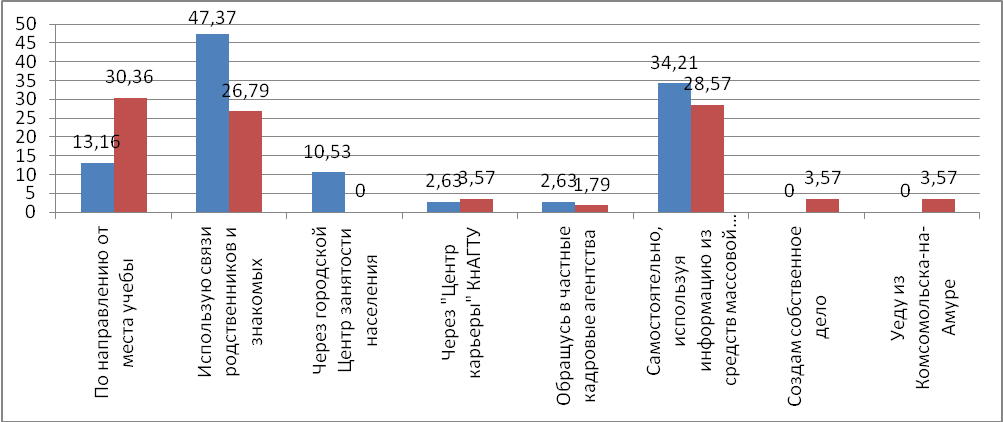 50
45
40
35
30
25
20
15
10
5
0
13,16
30,36
47,37
26,79
10,53
0
2,63
3,57
2,63
1,79
34,21
28,57
0
3,57
0
3,57
По направлению от
места учебы
Использую связи
родственников и
знакомых
Через городской
Центр занятости
населения
Через "Центр
карьеры" КнАГТУ
Обращусь в частные
кадровые агентства
Самостоятельно,
используя
информацию из
средств массовой...
Создам собственное
дело
Уеду из
Комсомольска-на-
Амуре